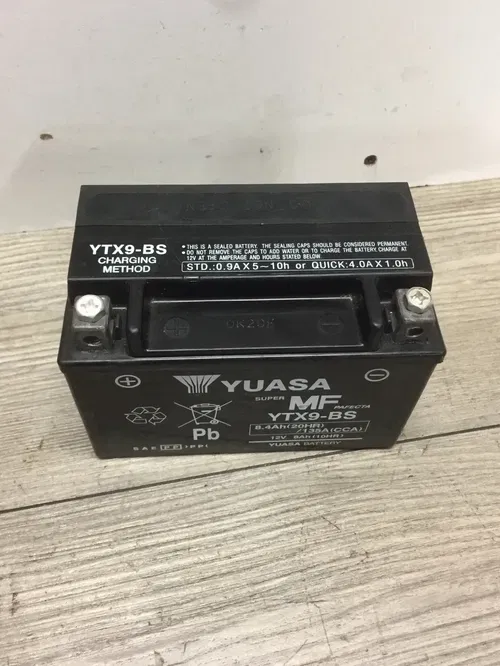 YTX9-BS
CHARGING
METHOD
● THIS IS A SEALED BATTERY. THE SEALING CAPS SHOULD BE CONSIDERED PERMANENT.
● DO NOT REMOVE THE CAPS TO ADD WATER OR TO CHARGE THE BATTERY. CHARGE AT
12V AT THE AMPERAGE AND HOURS STATED BELOW.
STD.:0.9A X 5~10h or QUICK:4.0A X 1.0h
YUASA
SUPER MF PAFECTA
YTX9-BS
8.4Ah(20HR)
/135A(CCA)
12V 8Ah(10HR)
YUASA BATTERY
Pb